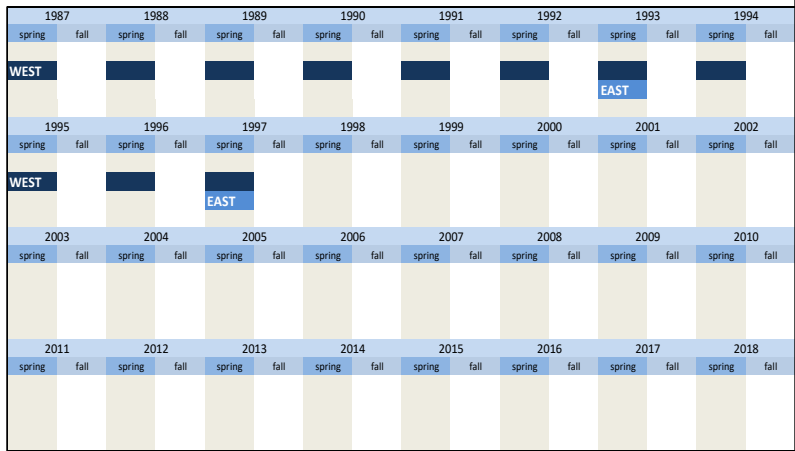 1987 1988 1989 1990 1991 1992 1993 1994
spring fall spring fall spring fall spring fall spring fall spring fall spring fall spring fall
WEST
EAST
1995 1996 1997 1998 1999 2000 2001 2002
spring fall spring fall spring fall spring fall spring fall spring fall spring fall spring fall
WEST
EAST
2003 2004 2005 2006 2007 2008 2009 2010
spring fall spring fall spring fall spring fall spring fall spring fall spring fall spring fall
2011 2012 2013 2014 2015 2016 2017 2018
spring fall spring fall spring fall spring fall spring fall spring fall spring fall spring fall